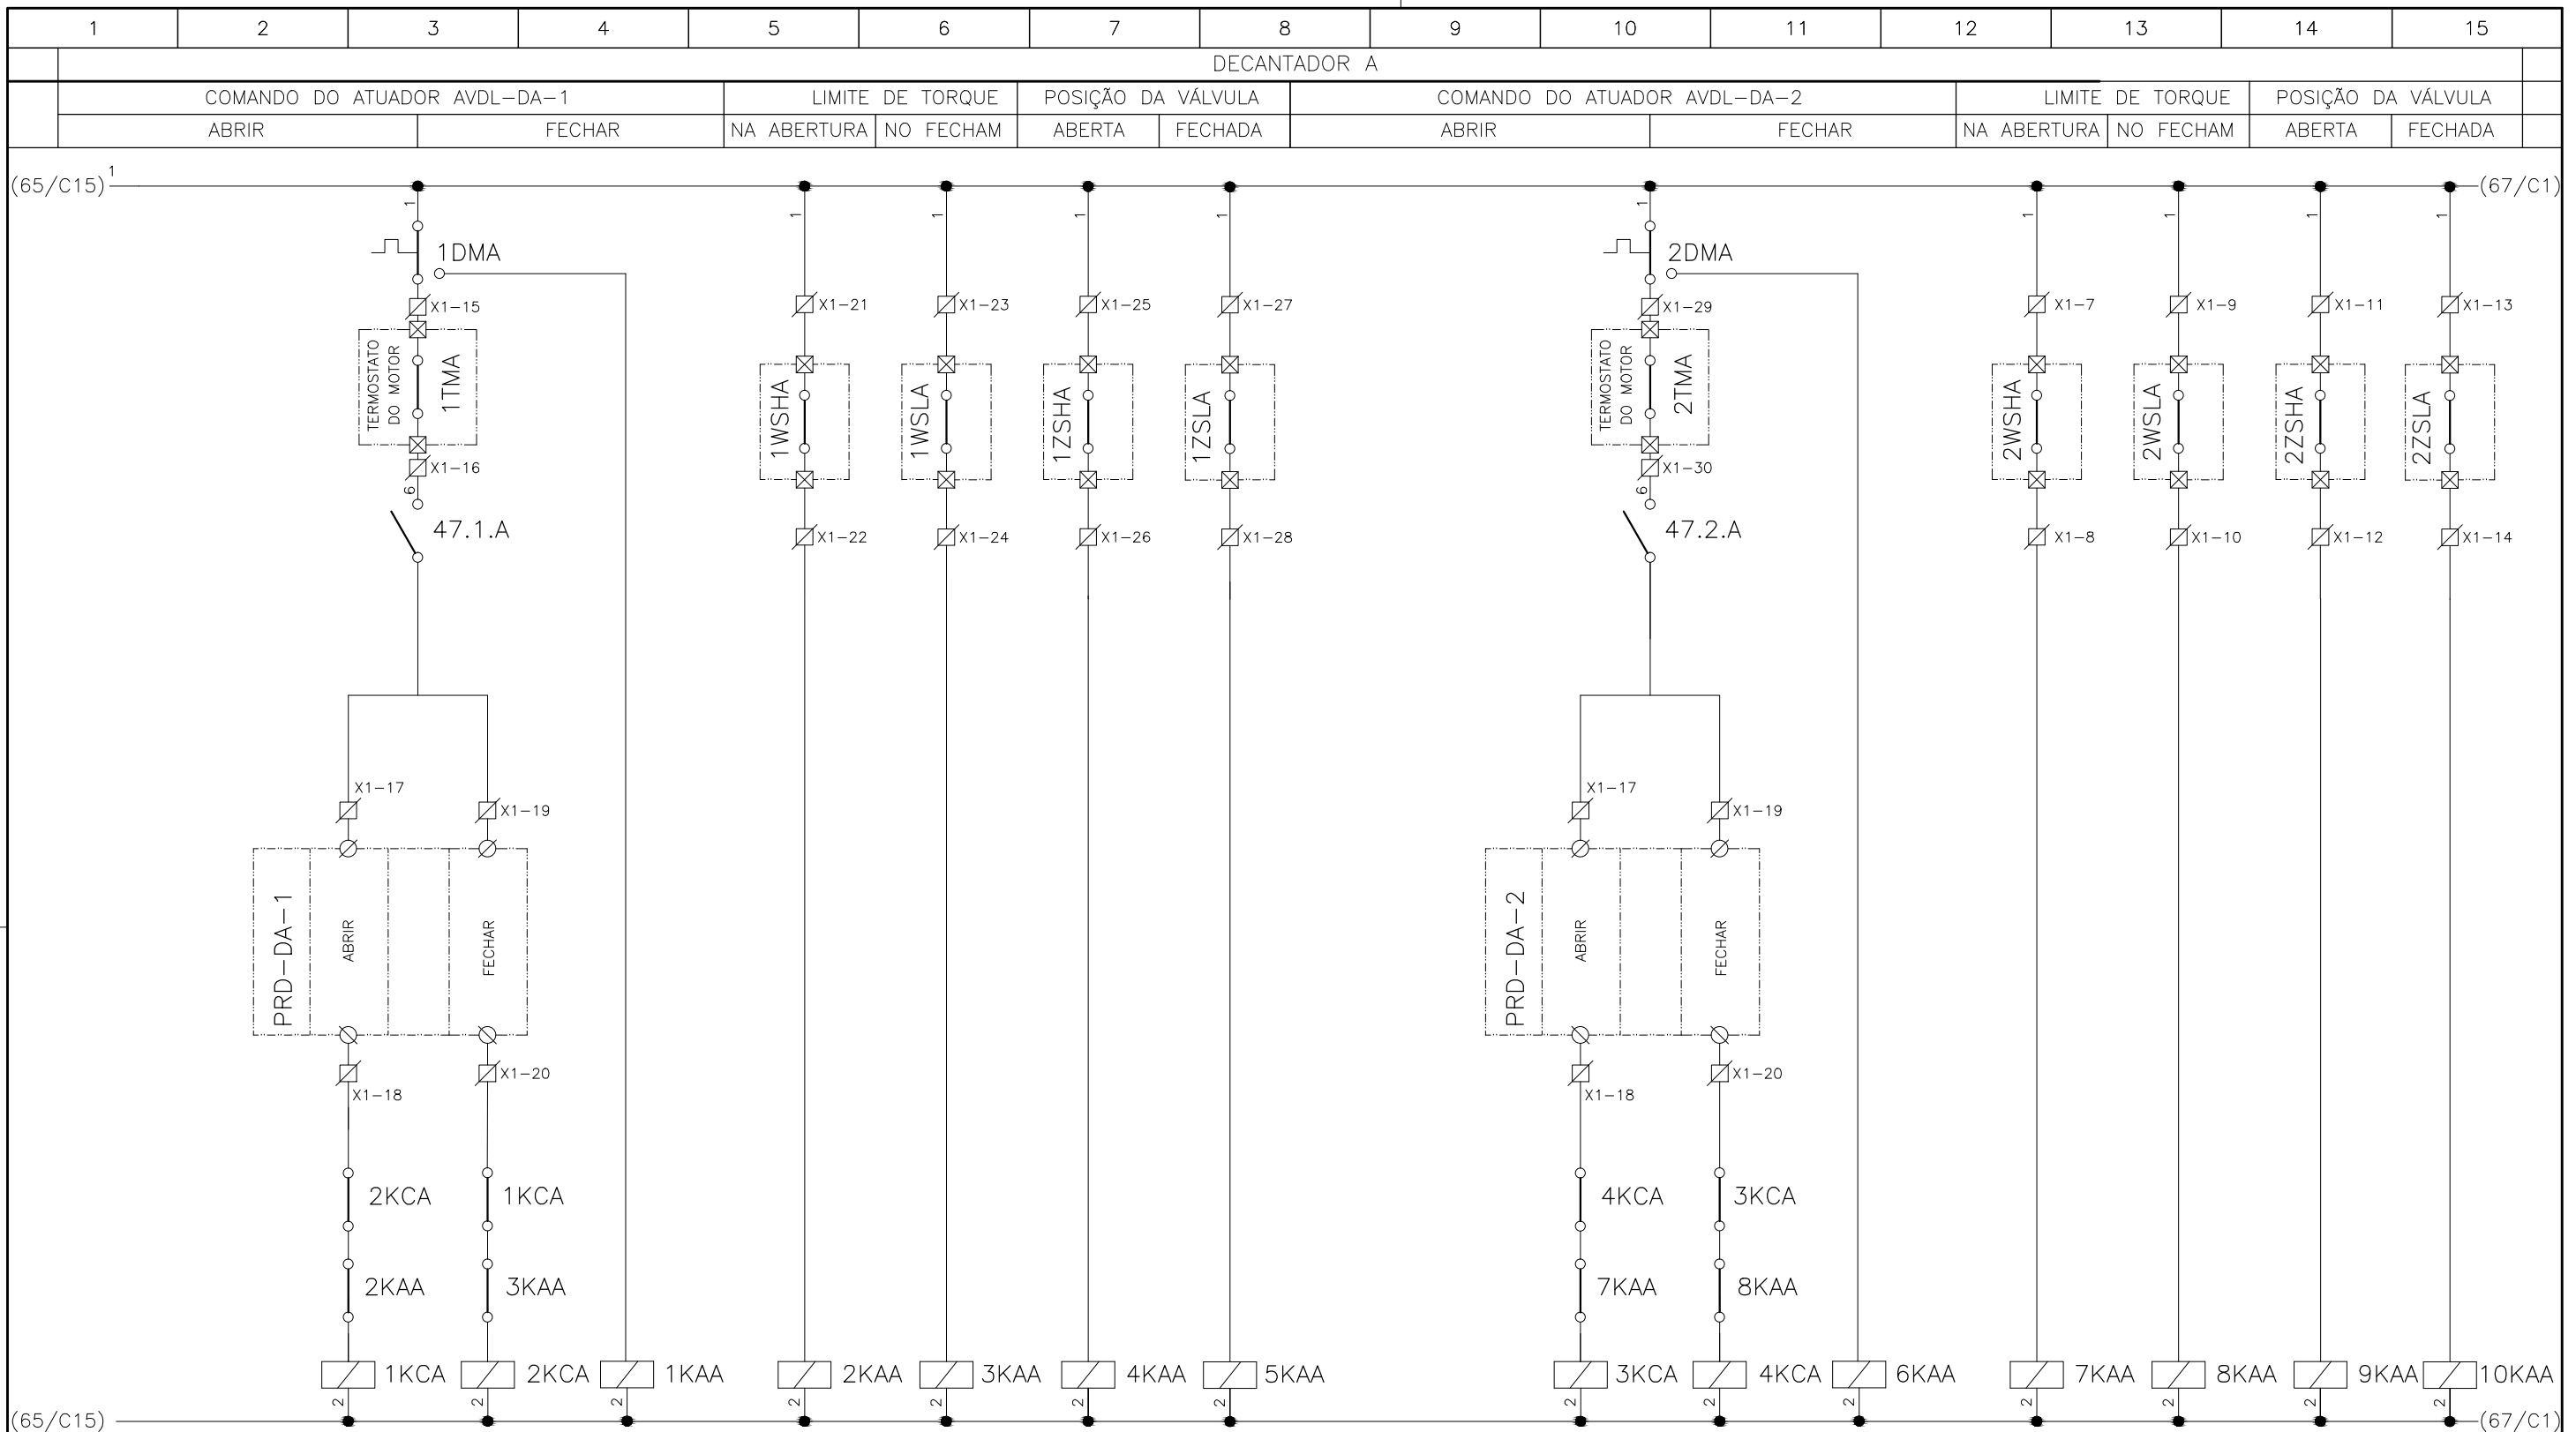 1 2 3 4 5 6 7 8 9 10 11 12 13 14 15
DECANTADOR A
COMANDO DO ATUADOR AVDL-DA-1 LIMITE DE TORQUE POSIÇÃO DA VÁLVULA COMANDO DO ATUADOR AVDL-DA-2 LIMITE DE TORQUE POSIÇÃO DA VÁLVULA
ABRIR FECHAR NA ABERTURA NO FECHAM ABERTA FECHADA ABRIR FECHAR NA ABERTURA NO FECHAM ABERTA FECHADA
(65/C15) 1 (67/C1)
1 1 1 1 1 1 1 1 1 1
1DMA 2DMA
X1-15 X1-21 X1-23 X1-25 X1-27 X1-29 X1-7 X1-9 X1-11 X1-13
TERMOSTATO
DO MOTOR
1TMA
1WSHA
1WSLA
1ZSHA
1ZSLA
TERMOSTATO
DO MOTOR
2TMA
2WSHA
2WSLA
2ZSHA
2ZSLA
X1-16 X1-30
6 6
47.1.A X1-22 X1-24 X1-26 X1-28 47.2.A X1-8 X1-10 X1-12 X1-14
X1-17 X1-17
X1-19 X1-19
PRD-DA-1
ABRIR
FECHAR
PRD-DA-2
ABRIR
FECHAR
X1-20 X1-20
X1-18 X1-18
2KCA 1KCA 4KCA 3KCA
2KAA 3KAA 7KAA 8KAA
1KCA 2KCA 1KAA 2KAA 3KAA 4KAA 5KAA 3KCA 4KCA 6KAA 7KAA 8KAA 9KAA 10KAA
2 2 2 2 2 2 2 2 2 2 2 2 2 2
(65/C15) (67/C1)